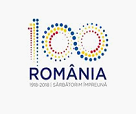 100
ROMÂNIA
1918-2018 | SĂRBĂTORIM ÎMPREUNĂ